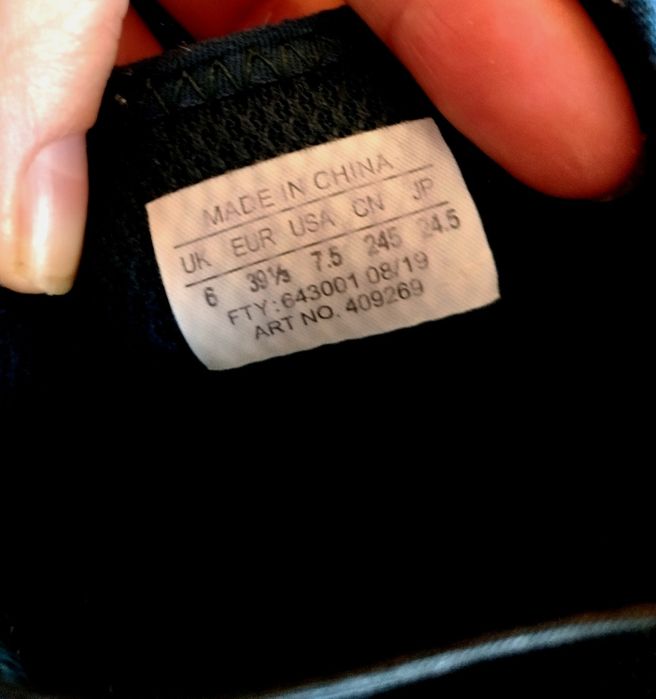 MADE IN CHINA
UK EUR USA CN JP
6 39⅓ 7.5 245 24.5
FTY:643001 08/19
ART NO. 409269